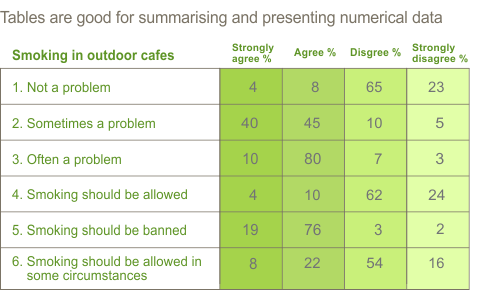 Tables are good for summarising and presenting numerical data
Smoking in outdoor cafes Strongly agree % Agree % Disgree % Strongly disagree %
1. Not a problem 4 8 65 23
2. Sometimes a problem 40 45 10 5
3. Often a problem 10 80 7 3
4. Smoking should be allowed 4 10 62 24
5. Smoking should be banned 19 76 3 2
6. Smoking should be allowed in
some circumstances 8 22 54 16